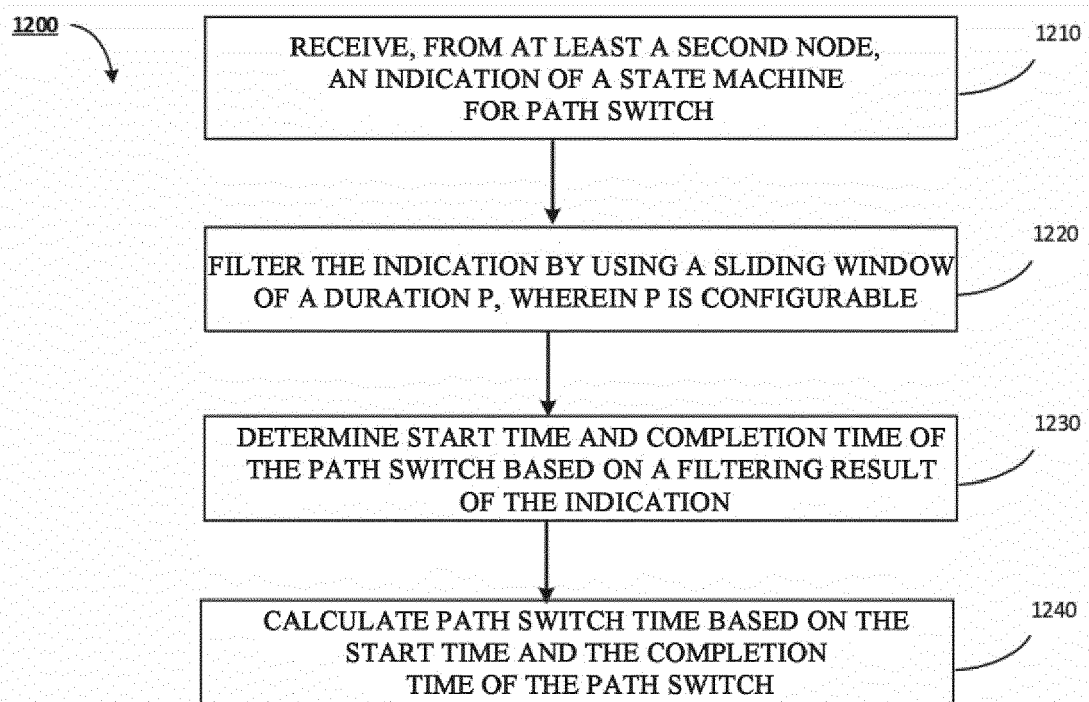 1200
RECEIVE, FROM AT LEAST A SECOND NODE,
AN INDICATION OF A STATE MACHINE
FOR PATH SWITCH
1210
FILTER THE INDICATION BY USING A SLIDING WINDOW
OF A DURATION P, WHEREIN P IS CONFIGURABLE
1220
DETERMINE START TIME AND COMPLETION TIME OF
THE PATH SWITCH BASED ON A FILTERING RESULT
OF THE INDICATION
1230
CALCULATE PATH SWITCH TIME BASED ON THE
START TIME AND THE COMPLETION
TIME OF THE PATH SWITCH
1240